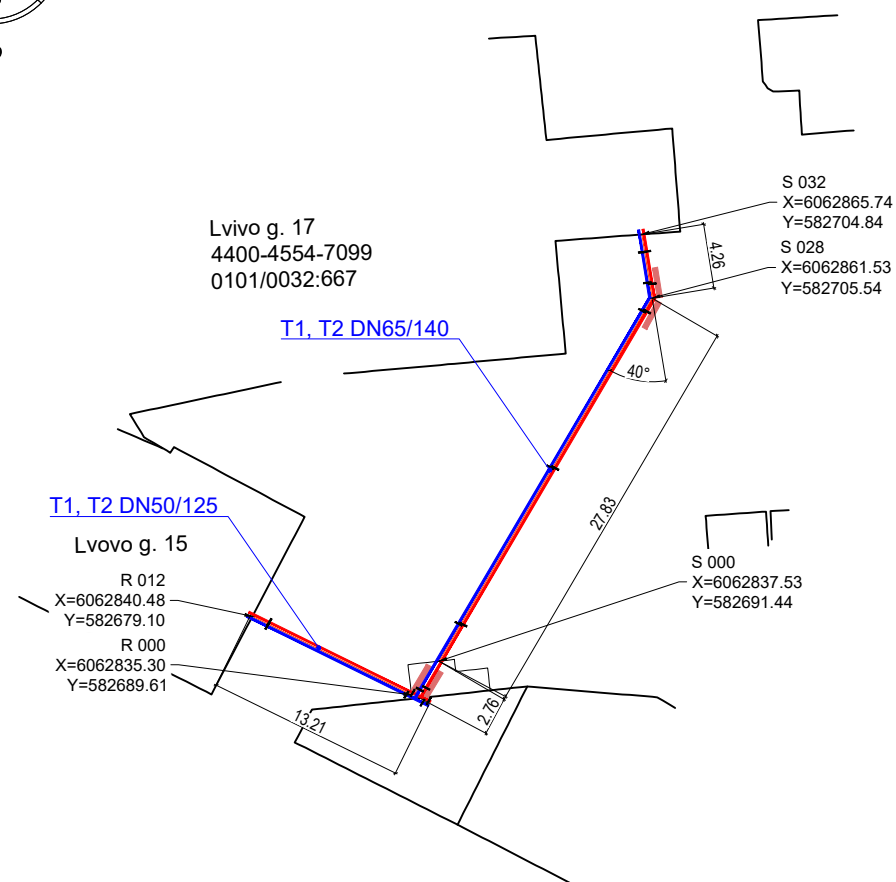 S 032
X=6062865.74
Y=582704.84
Lvivo g. 17
4400-4554-7099
0101/0032:667
4.26
S 028
X=6062861.53
Y=582705.54
T1, T2 DN65/140
40°
27.83
T1, T2 DN50/125
Lvovo g. 15
S 000
X=6062837.53
Y=582691.44
R 012
X=6062840.48
Y=582679.10
R 000
X=6062835.30
Y=582689.61
13.21
2.76